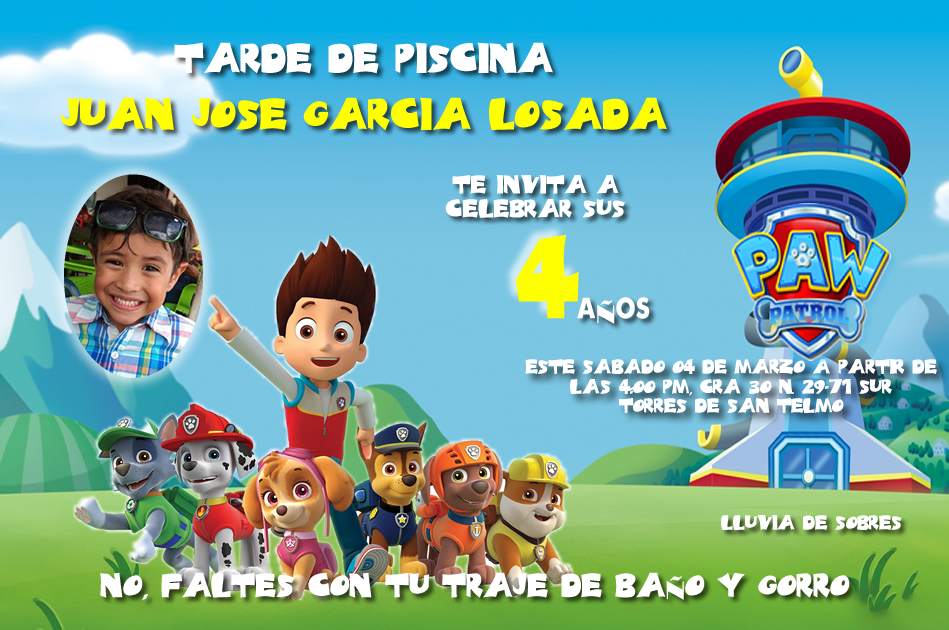 TARDE DE PISCINA
JUAN JOSE GARCIA LOSADA
TE INVITA A
CELEBRAR SUS
4
AÑOS
PAW
PATROL
ESTE SABADO 04 DE MARZO A PARTIR DE
LAS 4.00 PM, CRA 30 N. 29-71 SUR
TORRES DE SAN TELMO
LLUVIA DE SOBRES
NO, FALTES CON TU TRAJE DE BAÑO Y GORRO